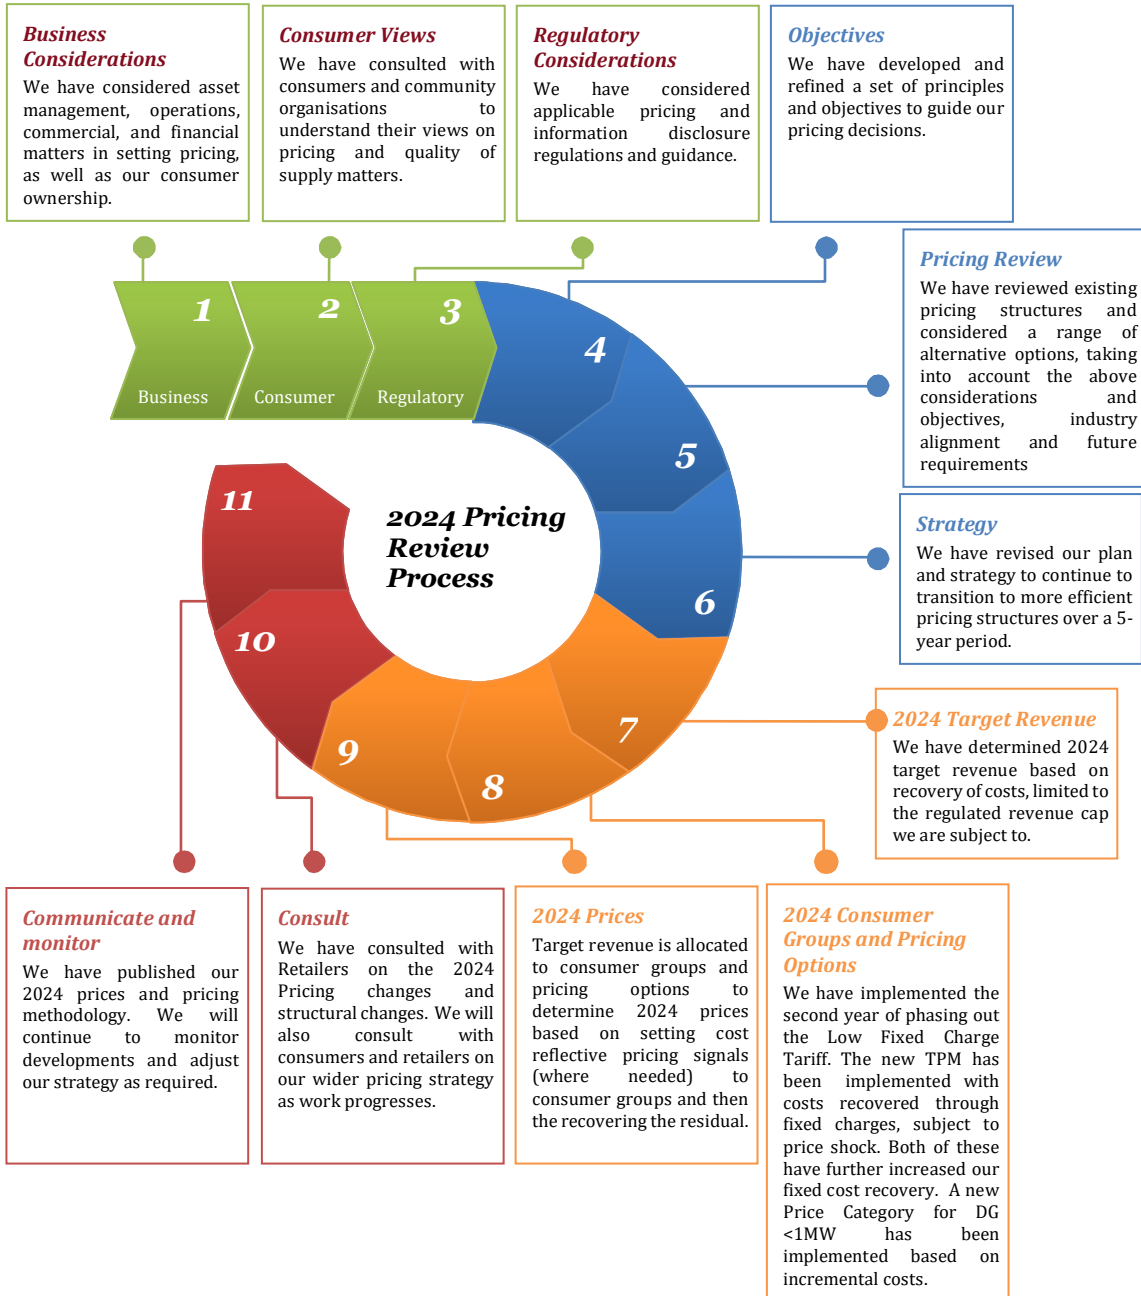 Business
Considerations
We have considered asset
management, operations,
commercial, and financial
matters in setting pricing,
as well as our consumer
ownership.
Consumer Views
We have consulted with
consumers and community
organisations to
understand their views on
pricing and quality of
supply matters.
Regulatory
Considerations
We have considered
applicable pricing and
information disclosure
regulations and guidance.
Objectives
We have developed and
refined a set of principles
and objectives to guide our
pricing decisions.
Pricing Review
We have reviewed existing
pricing structures and
considered a range of
alternative options, taking
into account the above
considerations and
objectives, industry
alignment and future
requirements
Strategy
We have revised our plan
and strategy to continue to
transition to more efficient
pricing structures over a 5-
year period.
2024 Target Revenue
We have determined 2024
target revenue based on
recovery of costs, limited to
the regulated revenue cap
we are subject to.
1
Business
2
Consumer
3
Regulatory
4
5
6
7
8
9
10
11
2024 Pricing
Review
Process
Communicate and
monitor
We have published our
2024 prices and pricing
methodology. We will
continue to monitor
developments and adjust
our strategy as required.
Consult
We have consulted with
Retailers on the 2024
Pricing changes and
structural changes. We will
also consult with
consumers and retailers on
our wider pricing strategy
as work progresses.
2024 Prices
Target revenue is allocated
to consumer groups and
pricing options to
determine 2024 prices
based on setting cost
reflective pricing signals
(where needed) to
consumer groups and then
the recovering the residual.
2024 Consumer
Groups and Pricing
Options
We have implemented the
second year of phasing out
the Low Fixed Charge
Tariff. The new TPM has
been implemented with
costs recovered through
fixed charges, subject to
price shock. Both of these
have further increased our
fixed cost recovery. A new
Price Category for DG
<1MW has been
implemented based on
incremental costs.